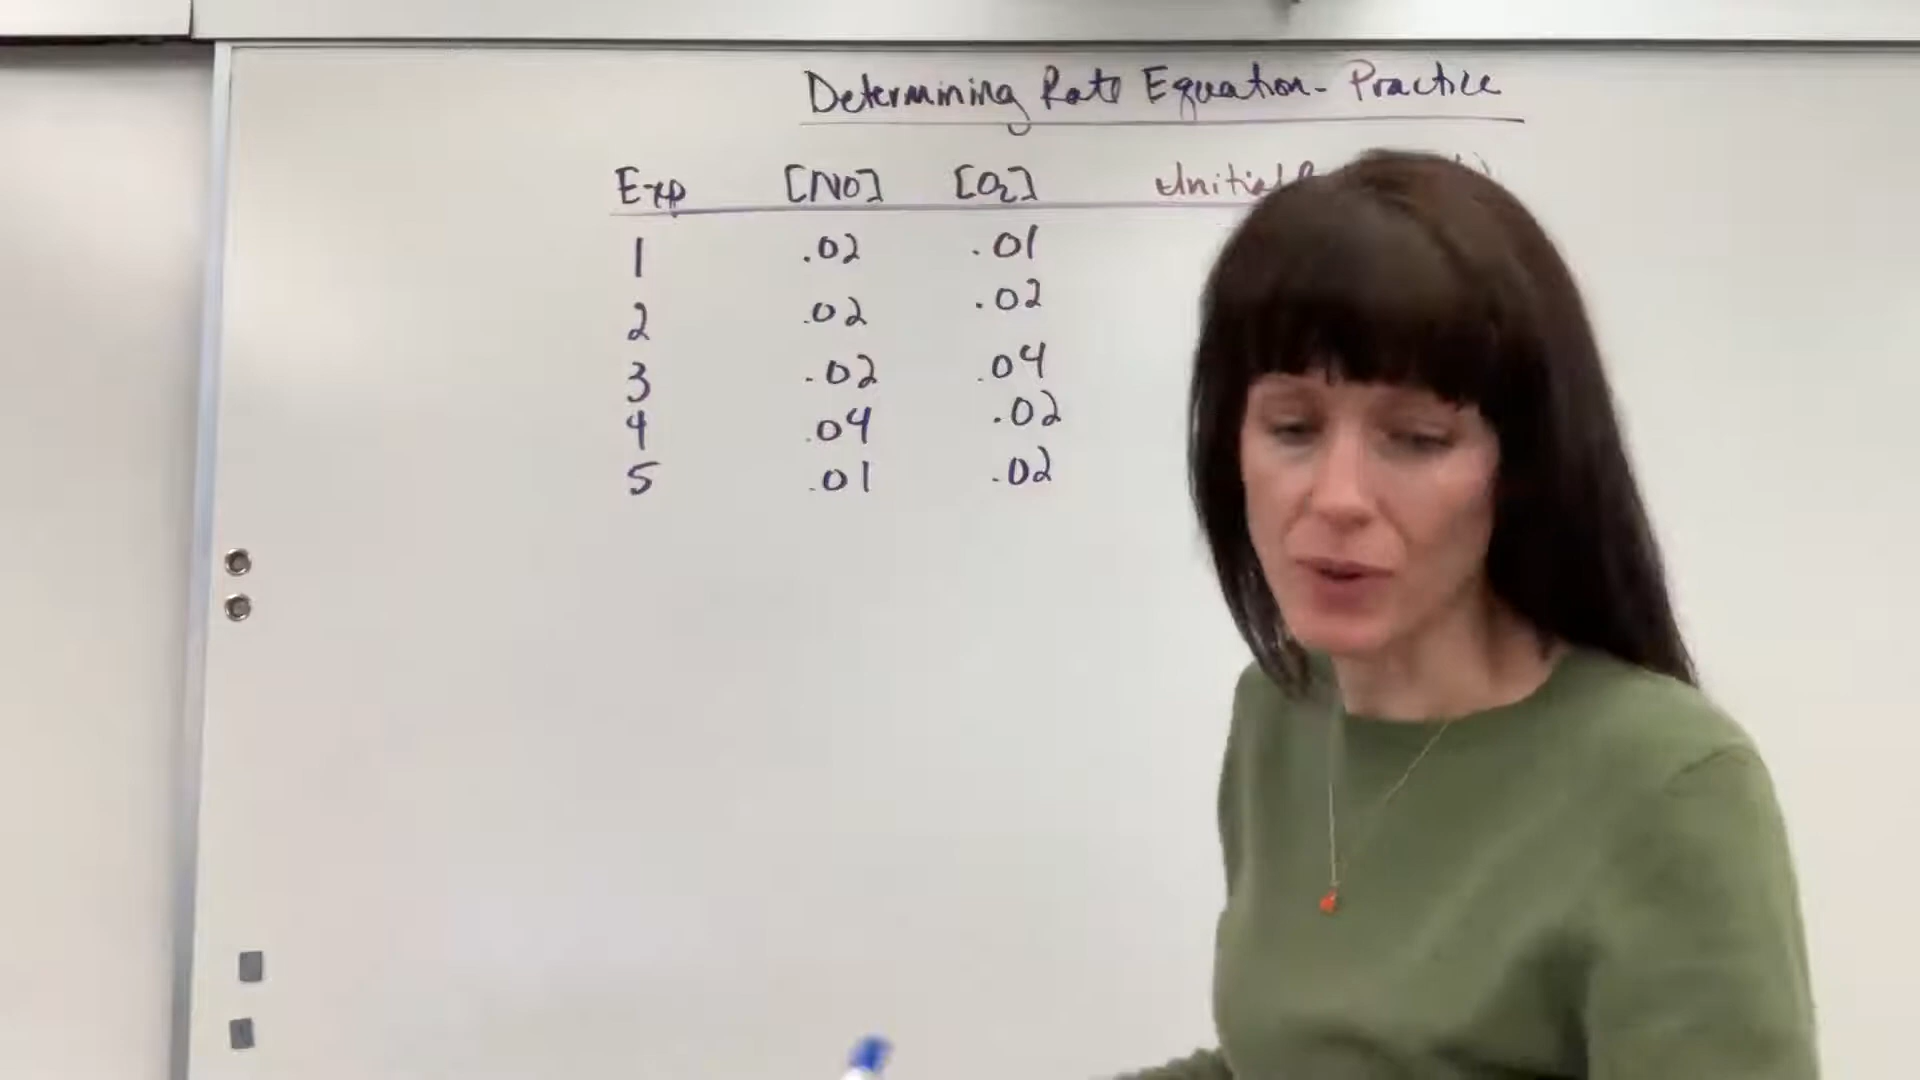 Determining Rate Equation - Practice
Exp [NO] [O₂] Initial
1 .02 .01
2 .02 .02
3 .02 .04
4 .04 .02
5 .01 .02